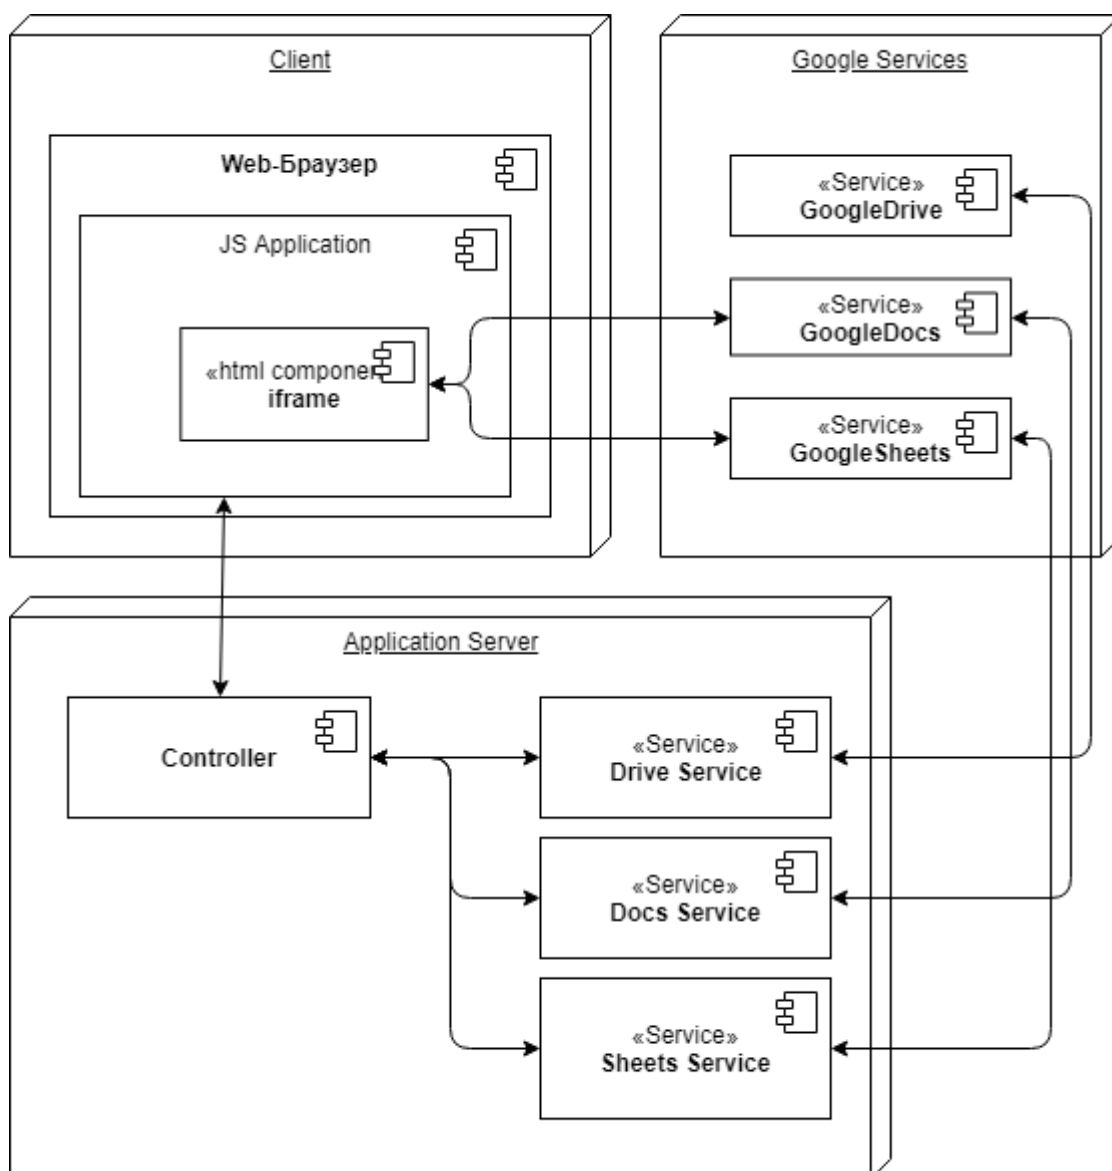 Client
Web-Браузер
JS Application
«html componen
iframe
Google Services
«Service»
GoogleDrive
«Service»
GoogleDocs
«Service»
GoogleSheets
Application Server
Controller
«Service»
Drive Service
«Service»
Docs Service
«Service»
Sheets Service